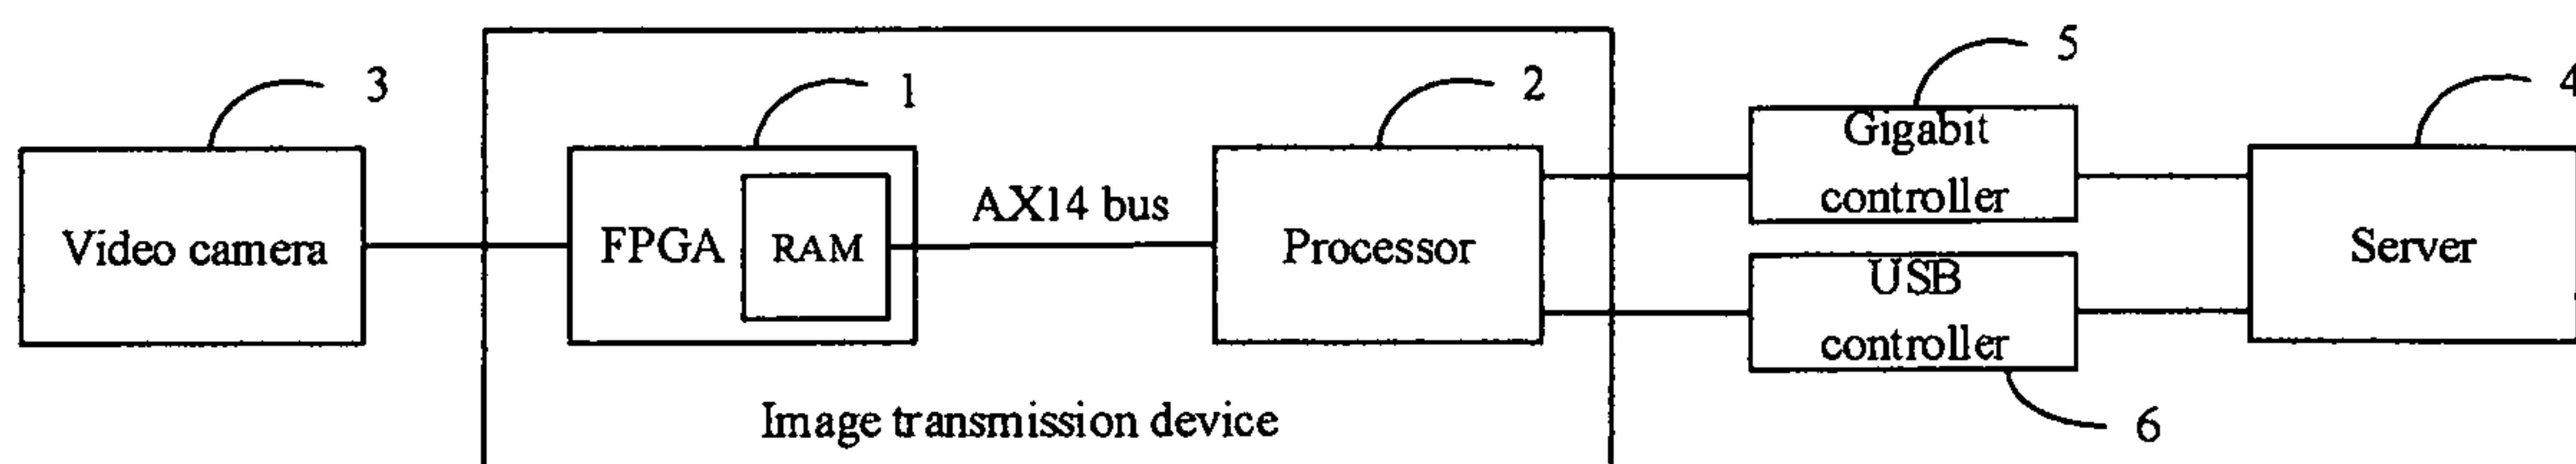 3
1
2
5
4
Video camera
FPGA
RAM
AX14 bus
Processor
Gigabit
controller
USB
controller
Server
Image transmission device
6